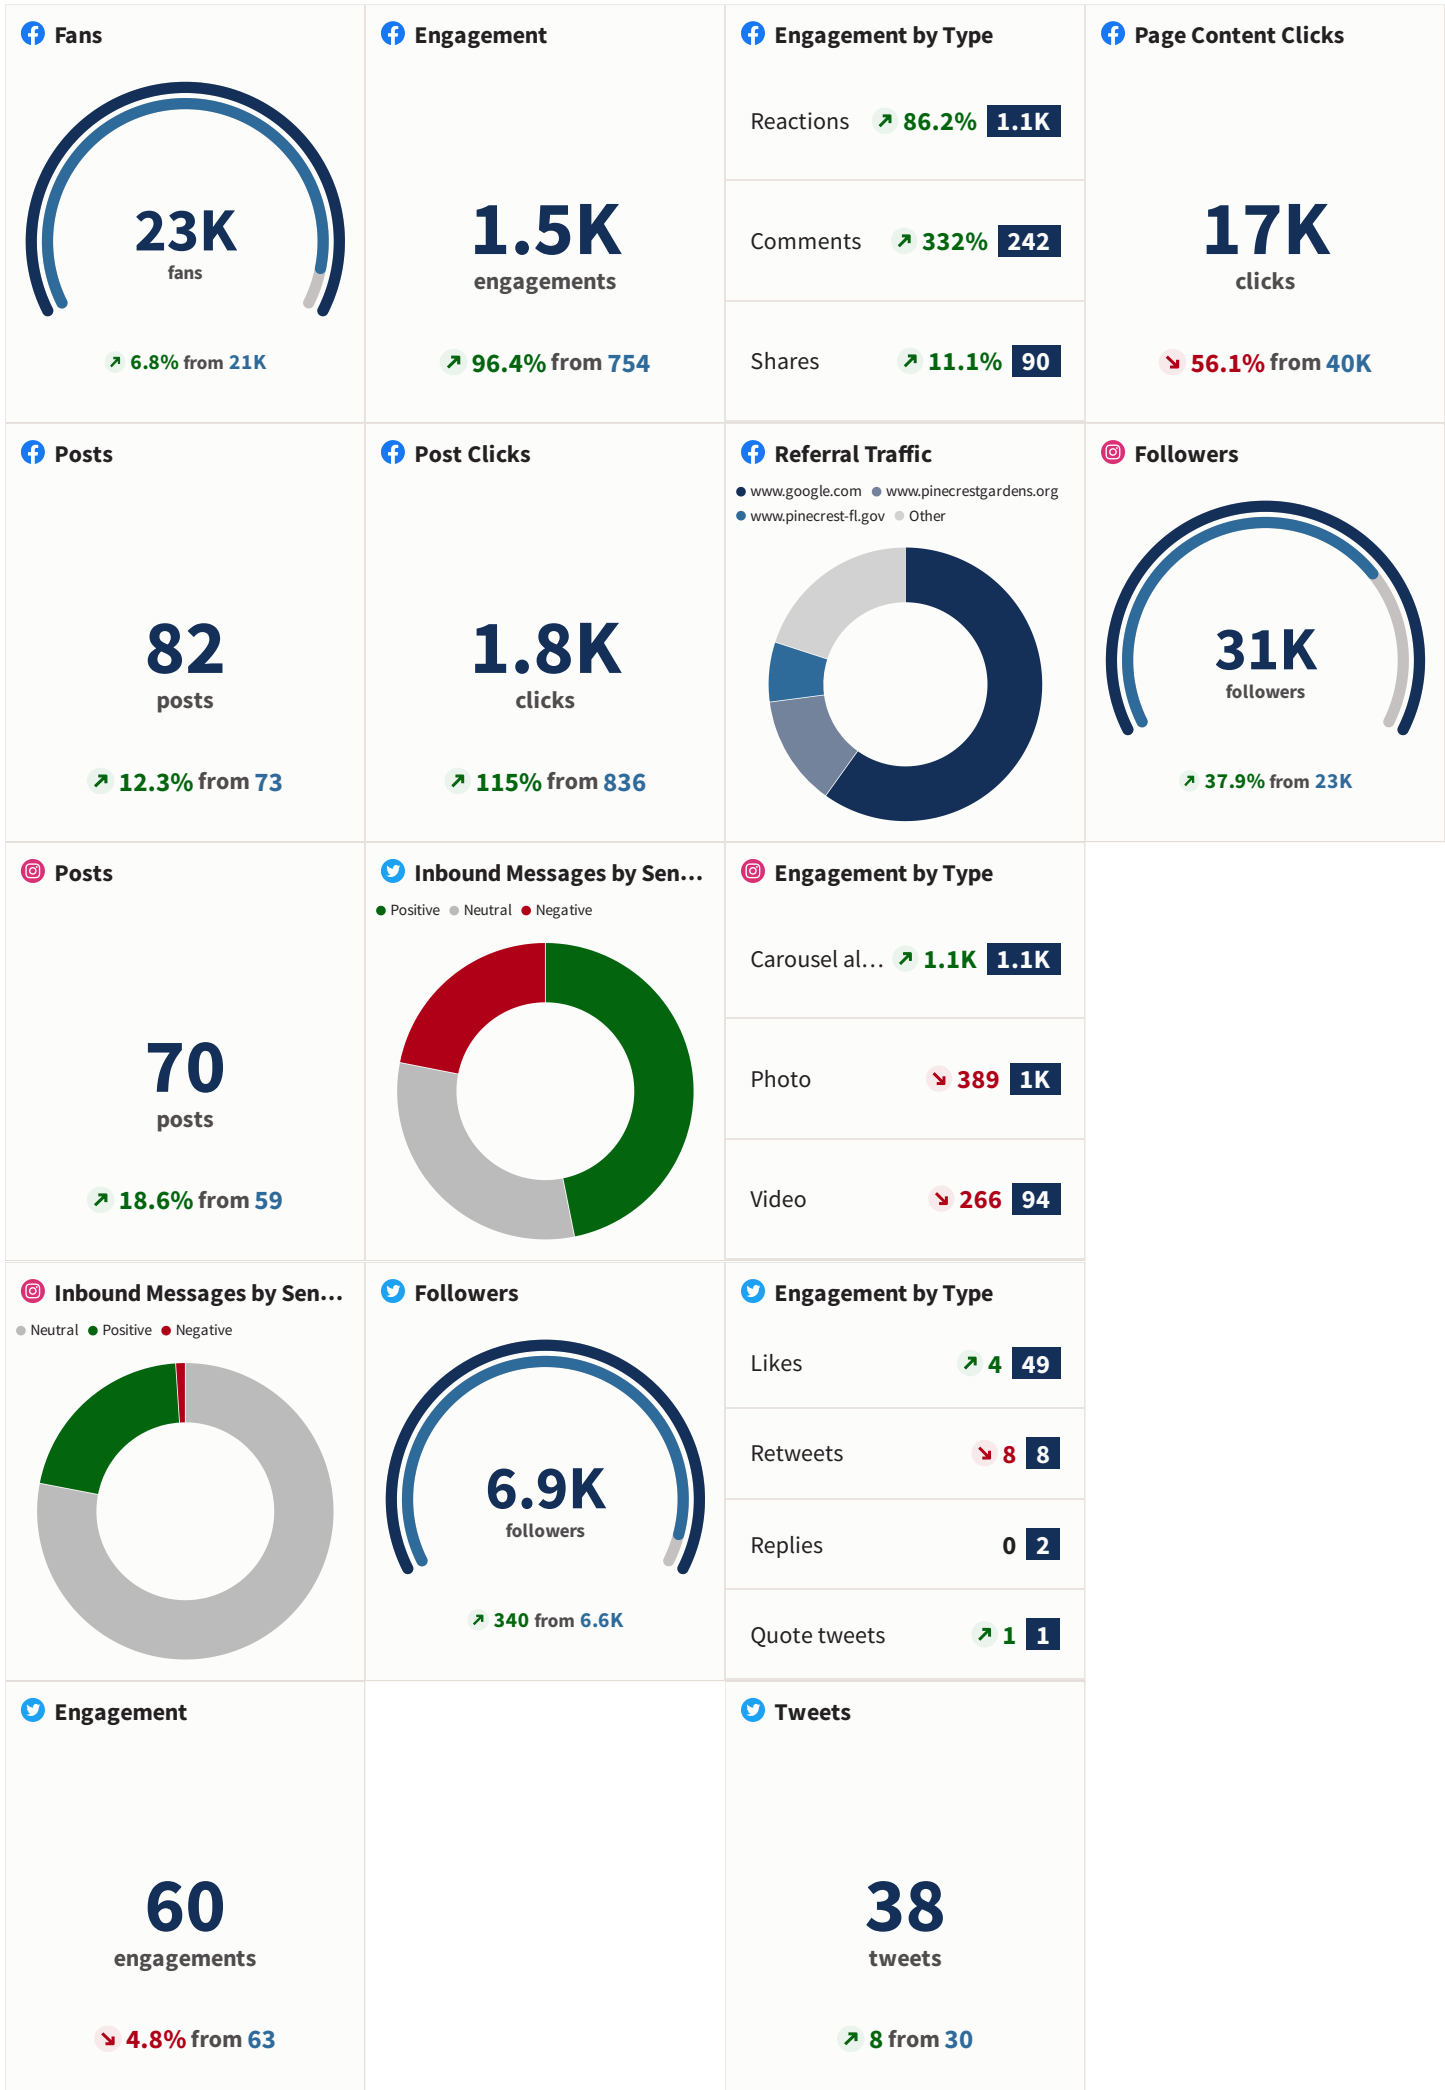 Fans
23K
fans
6.8% from 21K
Engagement
1.5K
engagements
96.4% from 754
Engagement by Type
Reactions 86.2% 1.1K
Comments 332% 242
Shares 11.1% 90
Page Content Clicks
17K
clicks
56.1% from 40K
Posts
82
posts
12.3% from 73
Post Clicks
1.8K
clicks
115% from 836
Referral Traffic
www.google.com www.pinecrestgardens.org
www.pinecrest-fl.gov Other
Followers
31K
followers
37.9% from 23K
Posts
70
posts
18.6% from 59
Inbound Messages by Sen...
Positive Neutral Negative
Engagement by Type
Carousel al... 1.1K 1.1K
Photo 389 1K
Video 266 94
Inbound Messages by Sen...
Neutral Positive Negative
Followers
6.9K
followers
340 from 6.6K
Engagement by Type
Likes 4 49
Retweets 8 8
Replies 0 2
Quote tweets 1 1
Engagement
60
engagements
4.8% from 63
Tweets
38
tweets
8 from 30